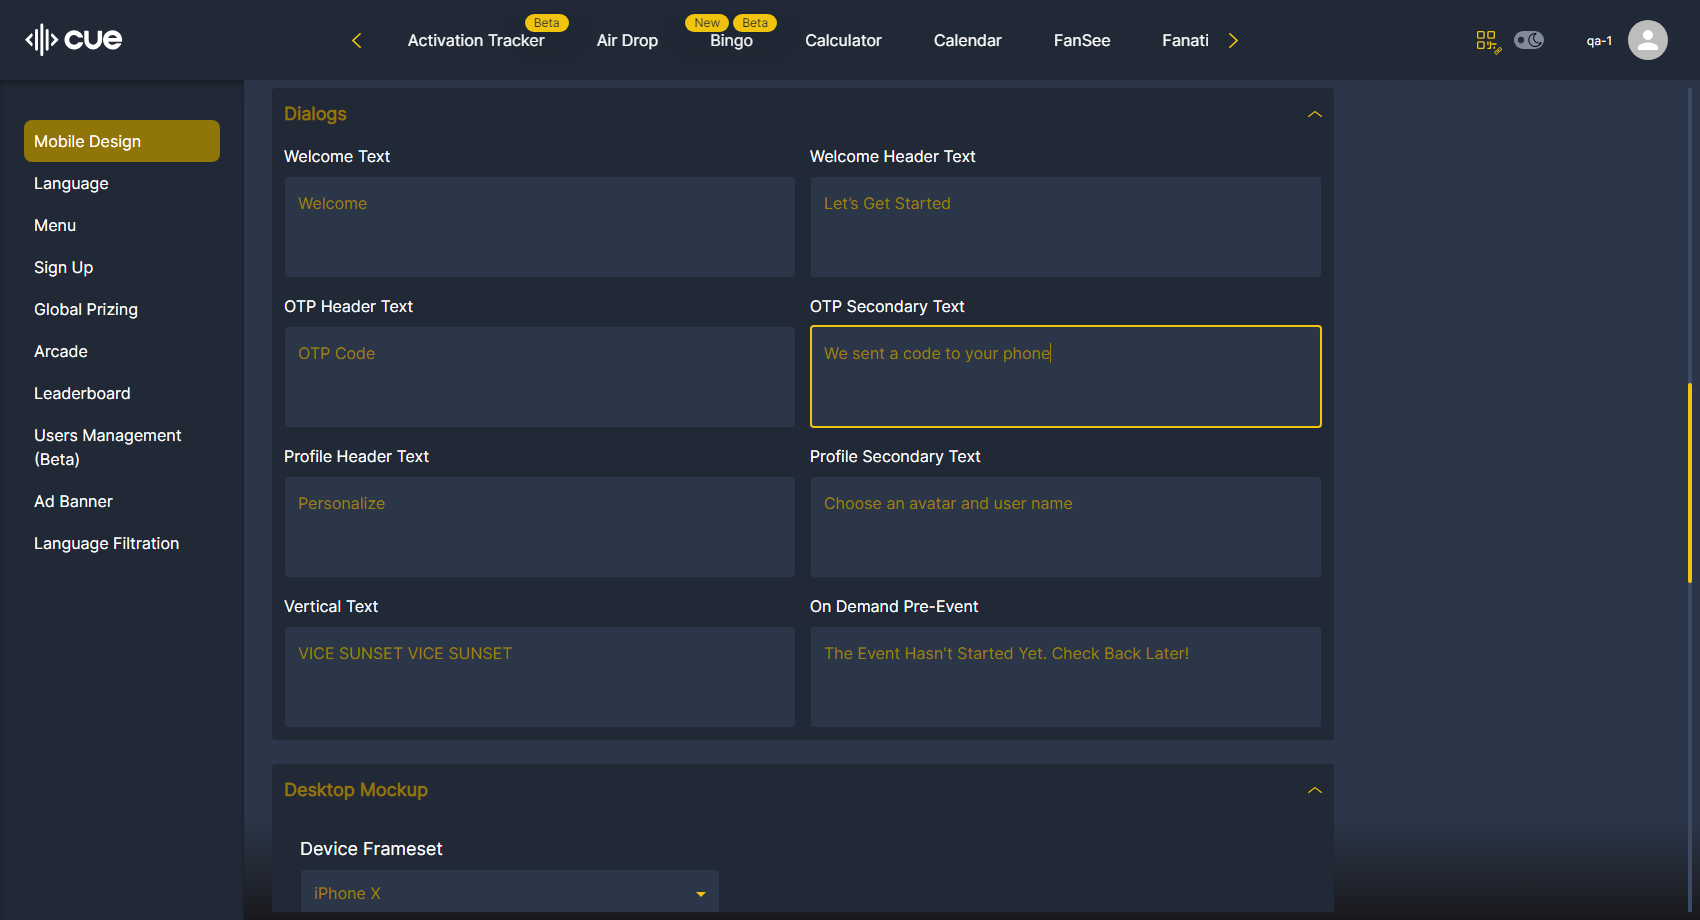 cue
Beta
New
Beta
Activation Tracker
Air Drop
Bingo
Calculator
Calendar
FanSee
Fanati
qa-1
Mobile Design
Language
Menu
Sign Up
Global Prizing
Arcade
Leaderboard
Users Management
(Beta)
Ad Banner
Language Filtration
Dialogs
Welcome Text
Welcome Header Text
Welcome
Let’s Get Started
OTP Header Text
OTP Secondary Text
OTP Code
We sent a code to your phone
Profile Header Text
Profile Secondary Text
Personalize
Choose an avatar and user name
Vertical Text
On Demand Pre-Event
VICE SUNSET VICE SUNSET
The Event Hasn't Started Yet. Check Back Later!
Desktop Mockup
Device Frameset
iPhone X